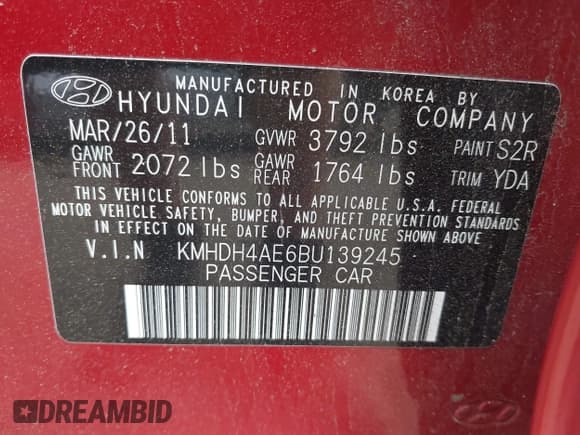 MANUFACTURED IN KOREA BY
HYUNDAI MOTOR COMPANY
MAR/26/11 GVWR 3792 lbs PAINT S2R
GAWR FRONT 2072 lbs GAWR REAR 1764 lbs TRIM YDA
THIS VEHICLE CONFORMS TO ALL APPLICABLE U.S.A. FEDERAL
MOTOR VEHICLE SAFETY, BUMPER, AND THEFT PREVENTION STANDARDS
IN EFFECT ON THE DATE OF MANUFACTURE SHOWN ABOVE.
V.I.N KMHDH4AE6BU139245
PASSENGER CAR
DREAMBID